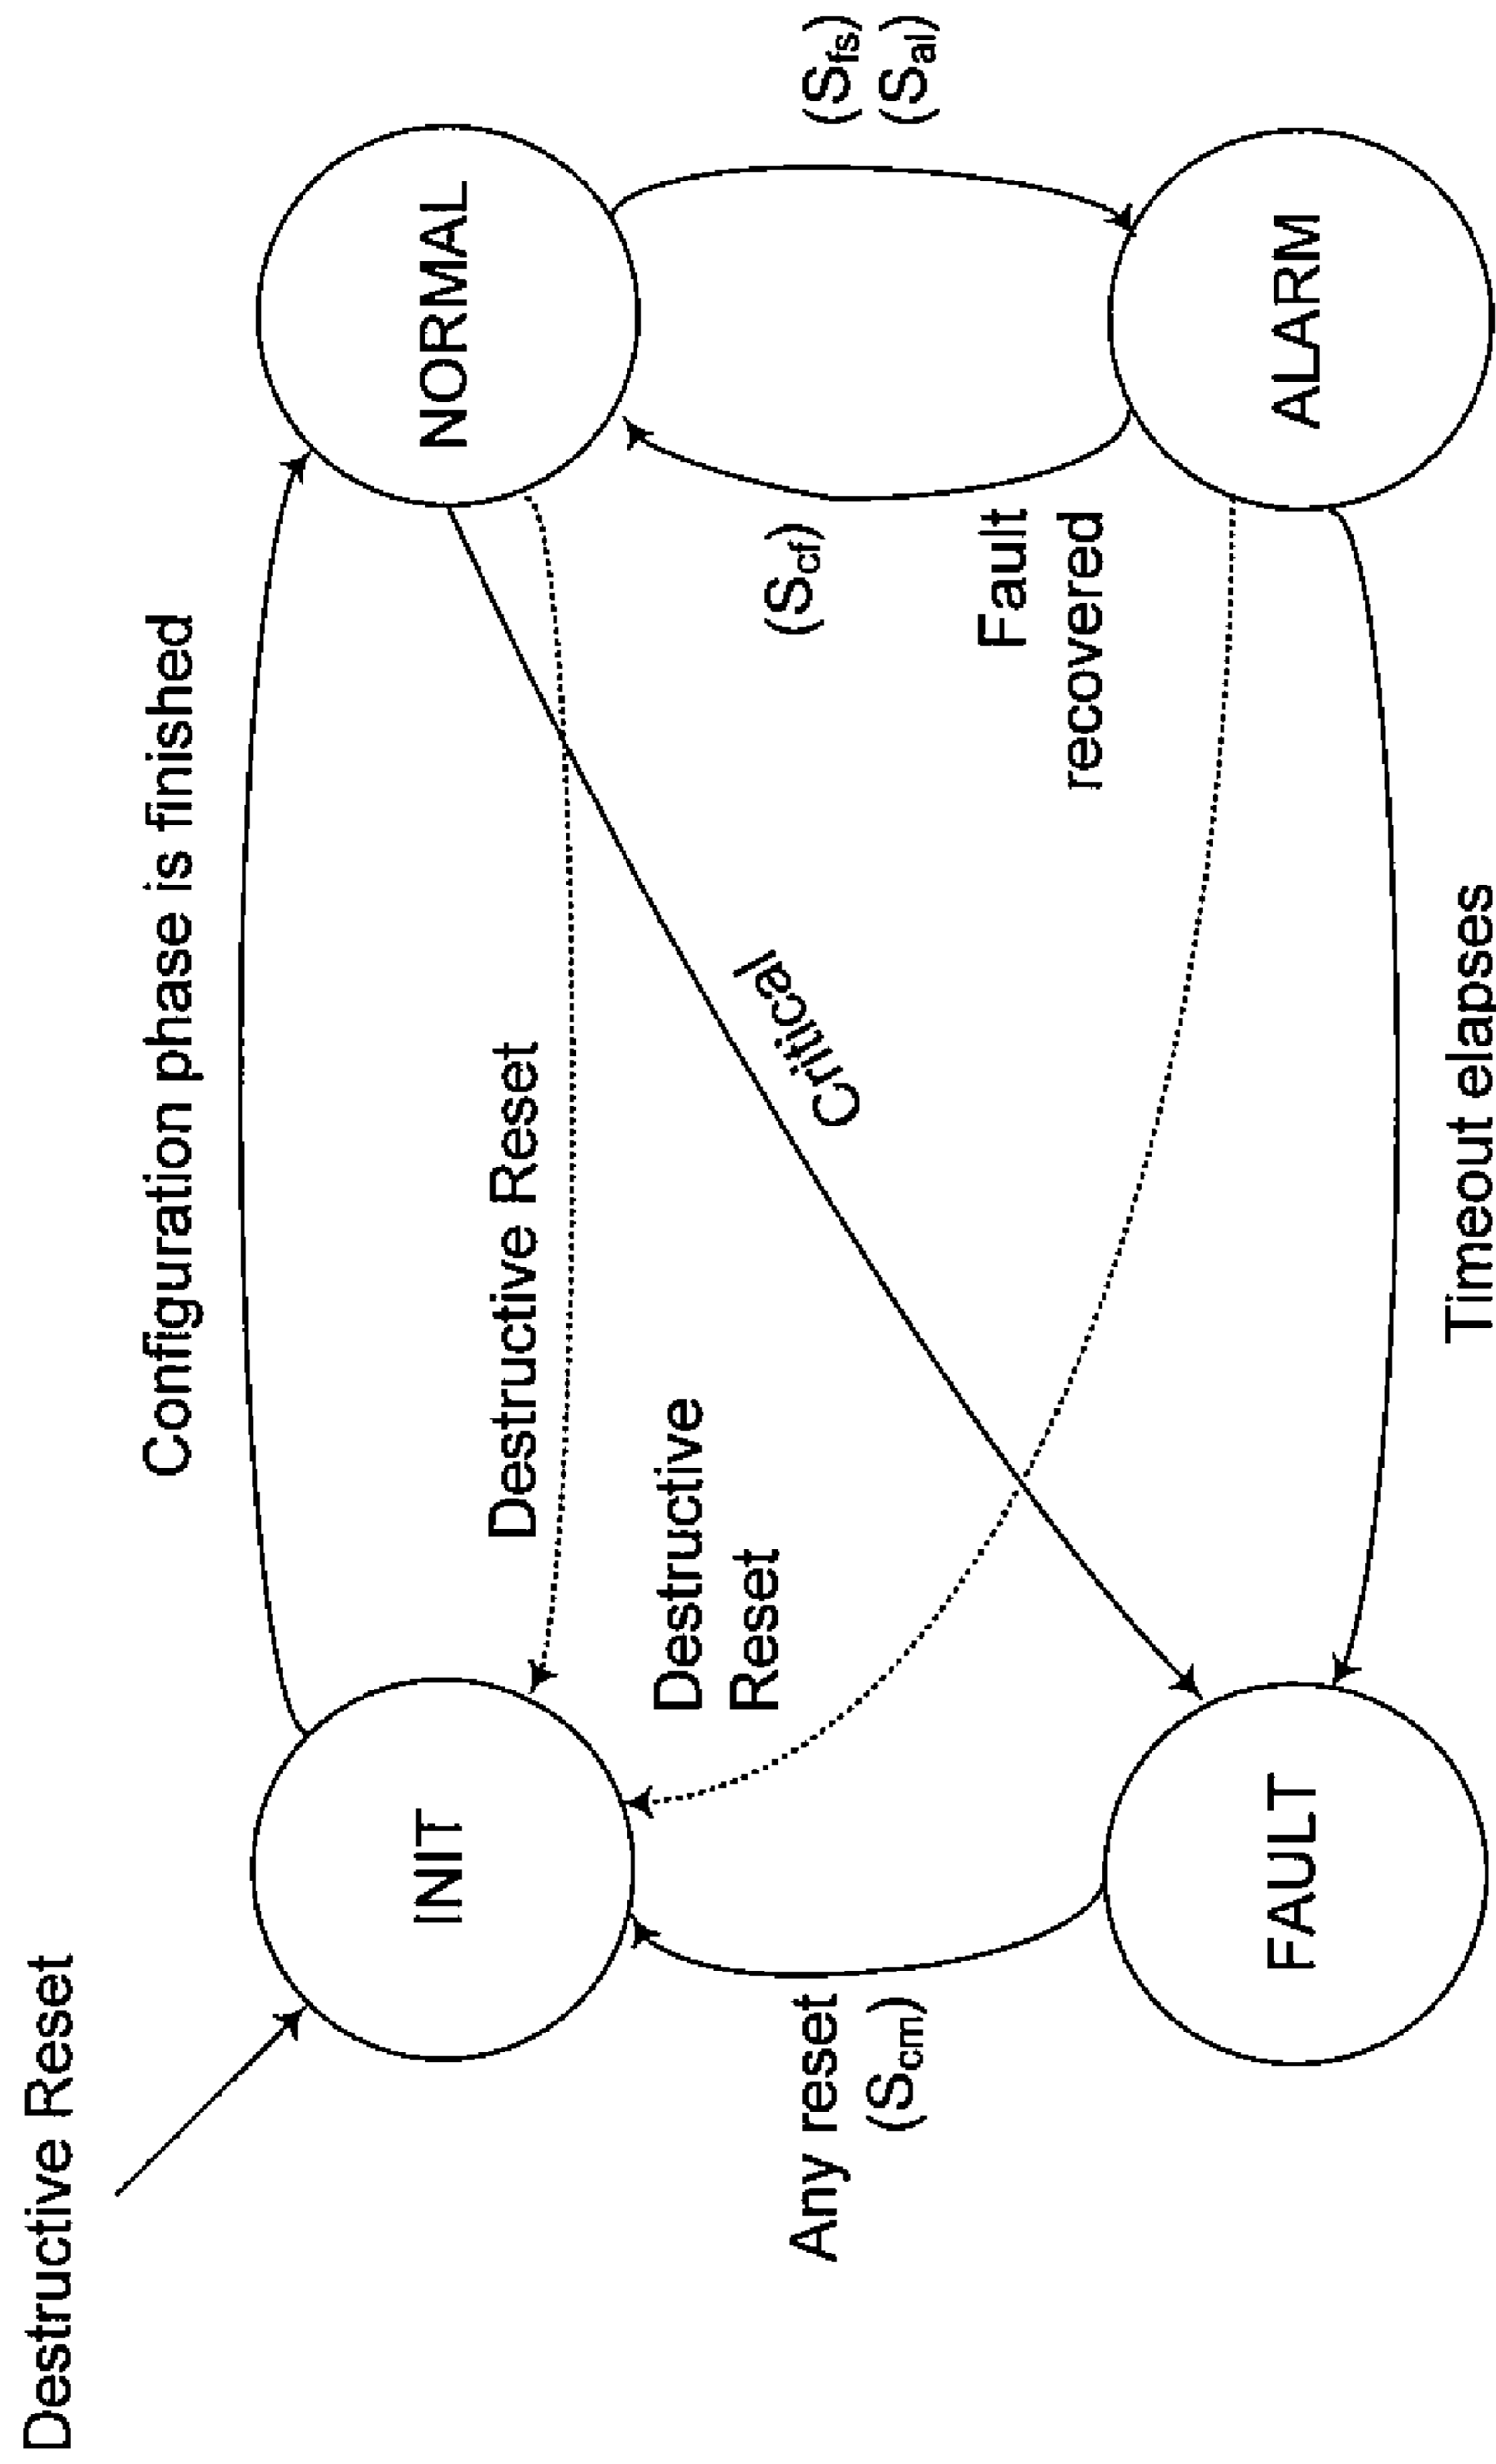 Destructive Reset
Configuration phase is finished
INIT
NORMAL
Destructive Reset
Destructive
Reset
Critical
Any reset
(Scm)
(Scf)
Fault
recovered
(Sfs)
(Sal)
FAULT
ALARM
Timeout elapses